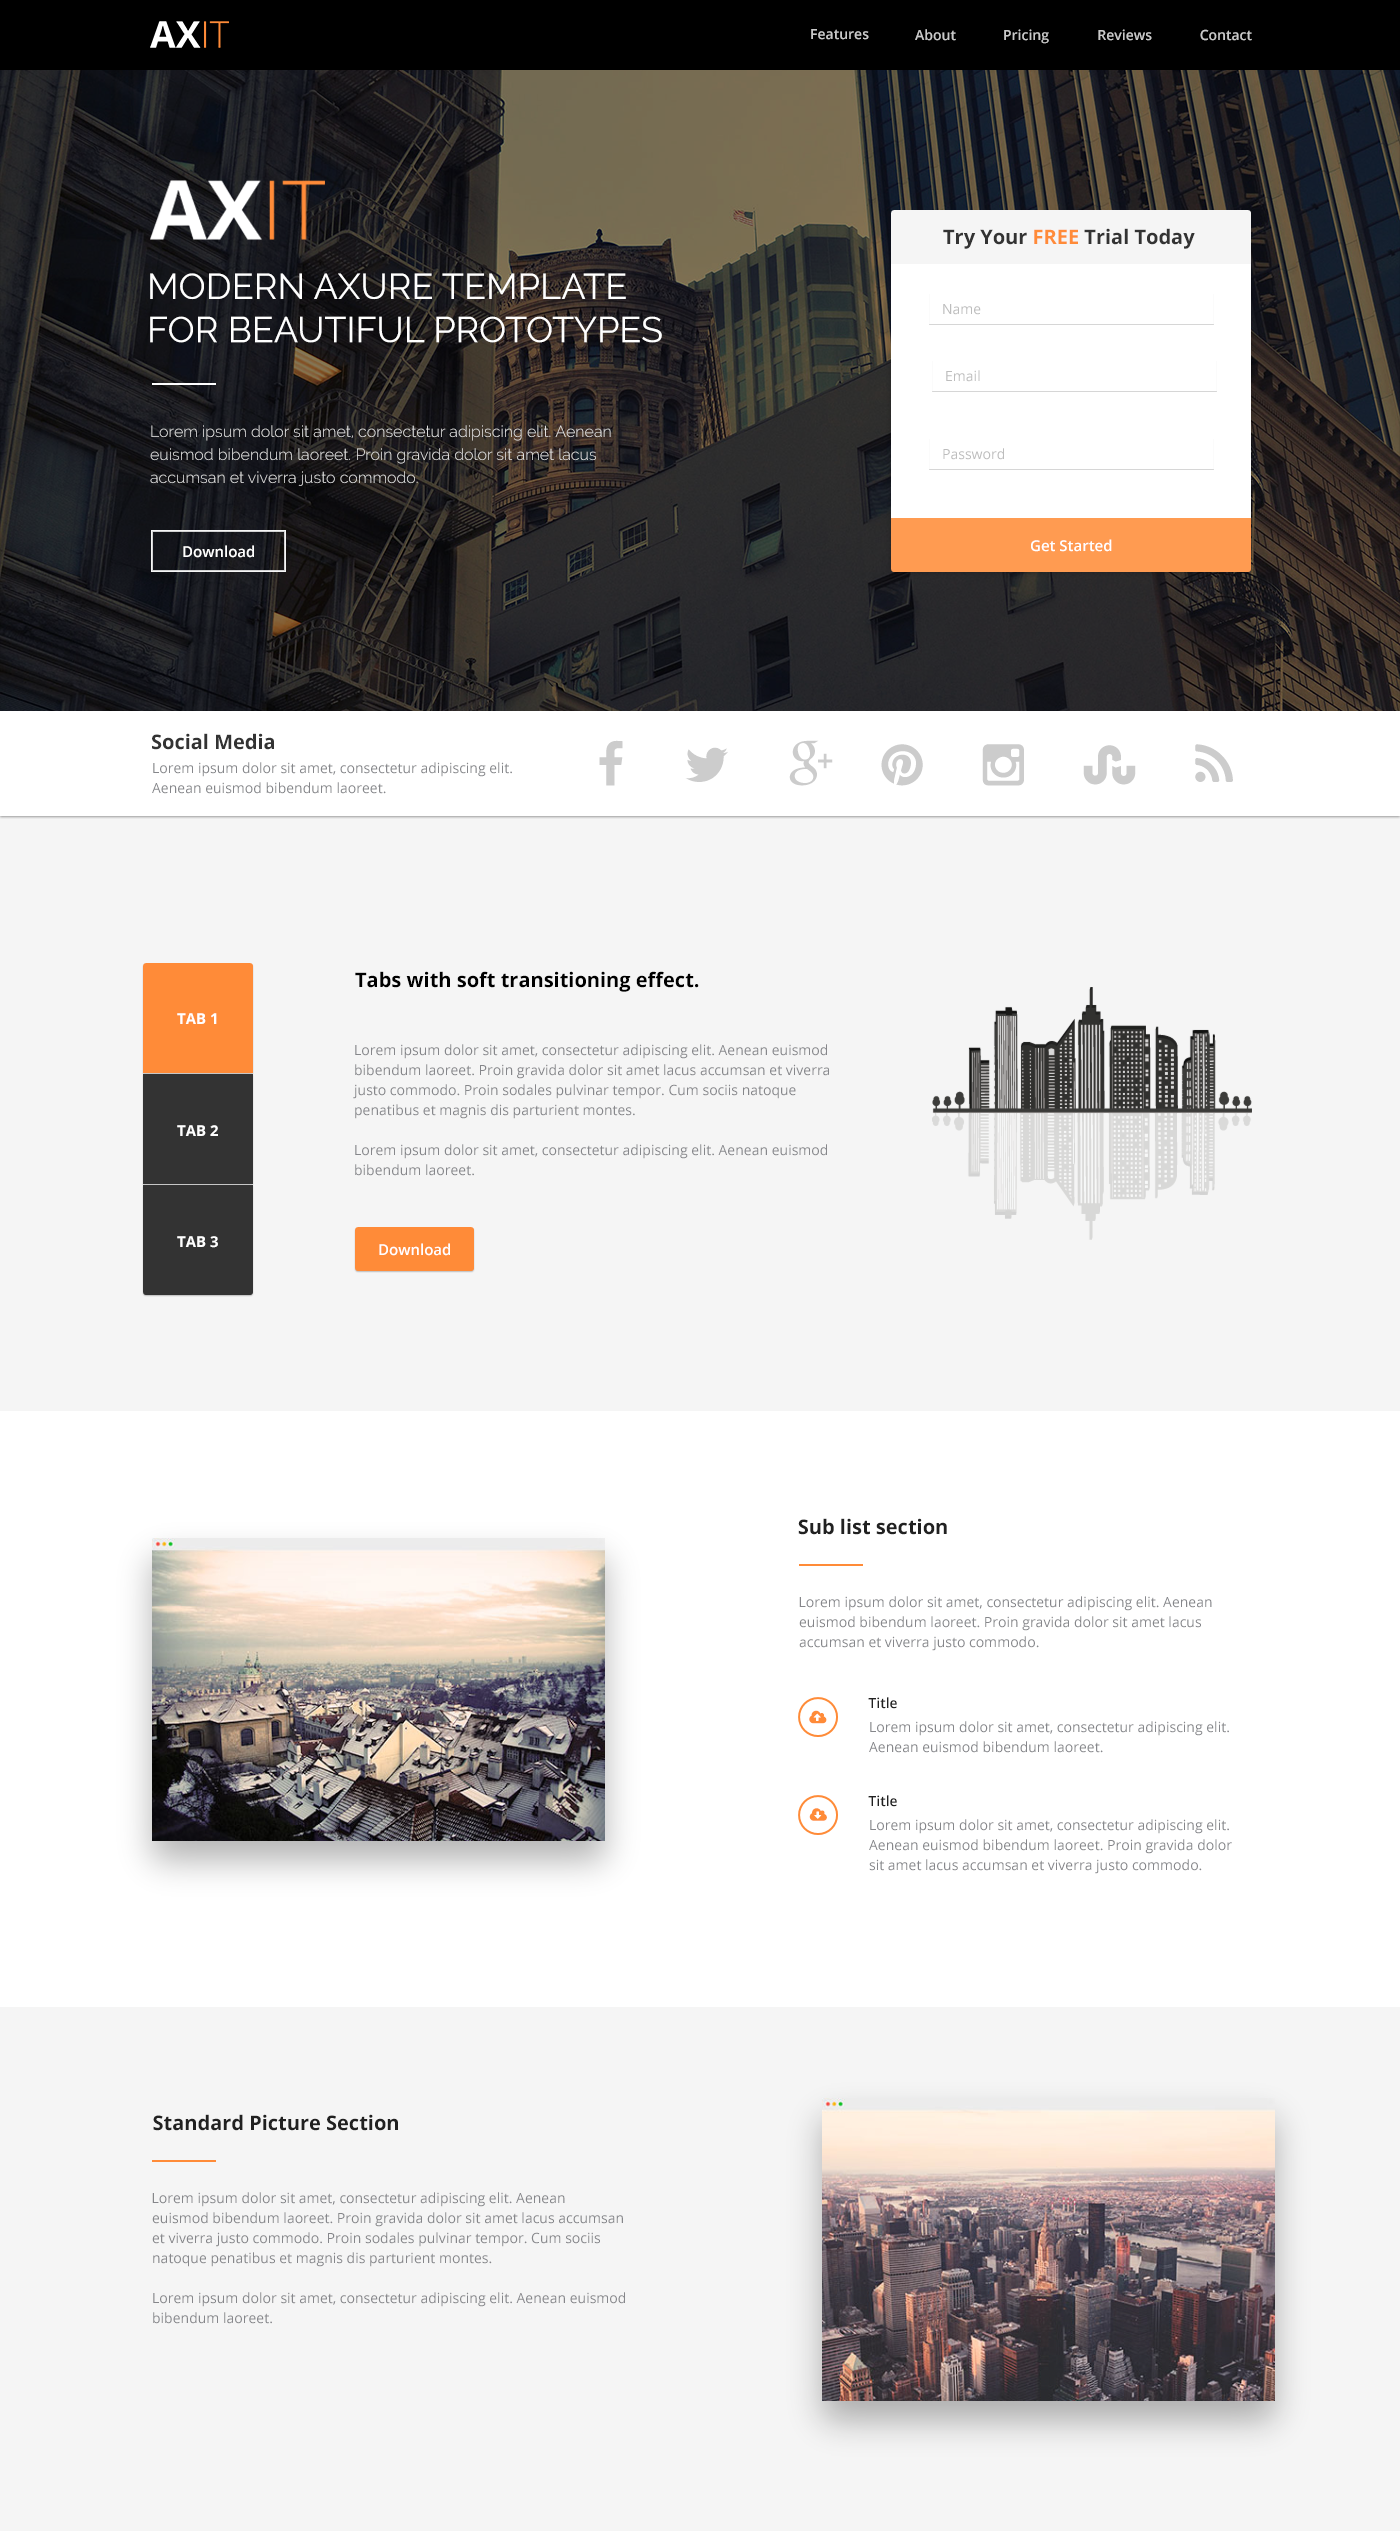 AXIT
Features About Pricing Reviews Contact
AXIT
MODERN AXURE TEMPLATE
FOR BEAUTIFUL PROTOTYPES
Lorem ipsum dolor sit amet, consectetur adipiscing elit. Aenean
euismod bibendum laoreet. Proin gravida dolor sit amet lacus
accumsan et viverra justo commodo.
Download
Try Your FREE Trial Today
Name
Email
Password
Get Started
Social Media
Lorem ipsum dolor sit amet, consectetur adipiscing elit.
Aenean euismod bibendum laoreet.
TAB 1
TAB 2
TAB 3
Tabs with soft transitioning effect.
Lorem ipsum dolor sit amet, consectetur adipiscing elit. Aenean euismod
bibendum laoreet. Proin gravida dolor sit amet lacus accumsan et viverra
justo commodo. Proin sodales pulvinar tempor. Cum sociis natoque
penatibus et magnis dis parturient montes.
Lorem ipsum dolor sit amet, consectetur adipiscing elit. Aenean euismod
bibendum laoreet.
Download
Sub list section
Lorem ipsum dolor sit amet, consectetur adipiscing elit. Aenean
euismod bibendum laoreet. Proin gravida dolor sit amet lacus
accumsan et viverra justo commodo.
Title
Lorem ipsum dolor sit amet, consectetur adipiscing elit.
Aenean euismod bibendum laoreet.
Title
Lorem ipsum dolor sit amet, consectetur adipiscing elit.
Aenean euismod bibendum laoreet. Proin gravida dolor
sit amet lacus accumsan et viverra justo commodo.
Standard Picture Section
Lorem ipsum dolor sit amet, consectetur adipiscing elit. Aenean
euismod bibendum laoreet. Proin gravida dolor sit amet lacus accumsan
et viverra justo commodo. Proin sodales pulvinar tempor. Cum sociis
natoque penatibus et magnis dis parturient montes.
Lorem ipsum dolor sit amet, consectetur adipiscing elit. Aenean euismod
bibendum laoreet.